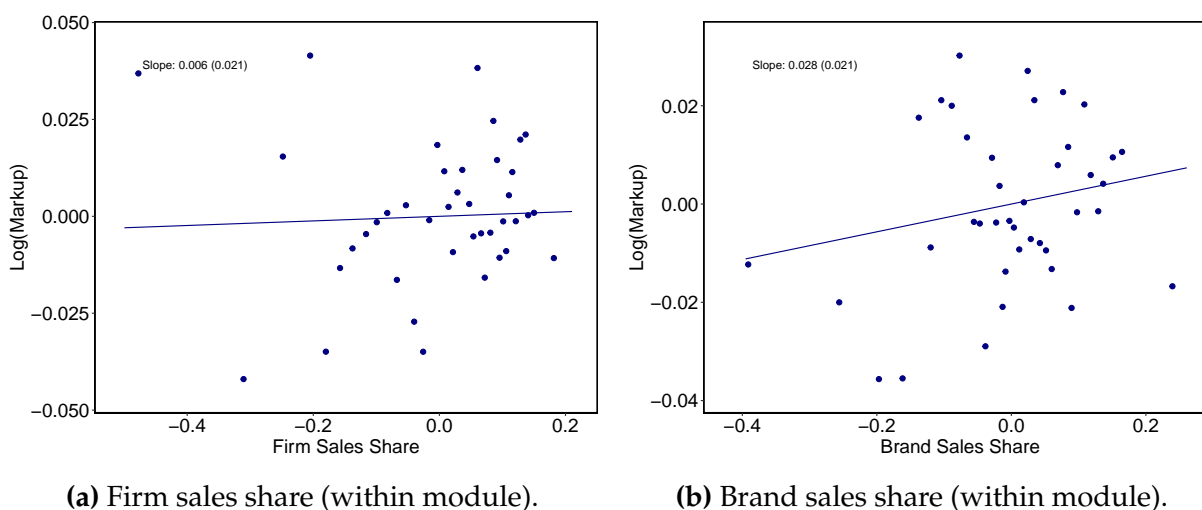 0.050
0.025
0.000
−0.025
−0.050
Log(Markup)
Slope: 0.006 (0.021)
−0.4 −0.2 0.0 0.2
Firm Sales Share
(a) Firm sales share (within module).
0.02
0.00
−0.02
−0.04
Log(Markup)
Slope: 0.028 (0.021)
−0.4 −0.2 0.0 0.2
Brand Sales Share
(b) Brand sales share (within module).